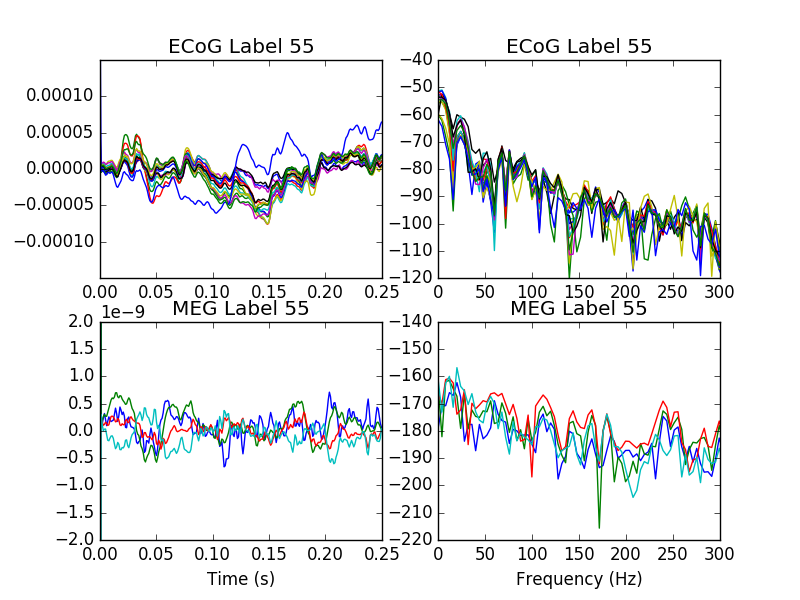 ECoG Label 55
0.00010
0.00005
0.00000
−0.00005
−0.00010
0.00 0.05 0.10 0.15 0.20 0.25
ECoG Label 55
−40
−50
−60
−70
−80
−90
−100
−110
−120
0 50 100 150 200 250 300
MEG Label 55
1e−9
2.0
1.5
1.0
0.5
0.0
−0.5
−1.0
−1.5
−2.0
0.00 0.05 0.10 0.15 0.20 0.25
Time (s)
MEG Label 55
−140
−150
−160
−170
−180
−190
−200
−210
−220
0 50 100 150 200 250 300
Frequency (Hz)